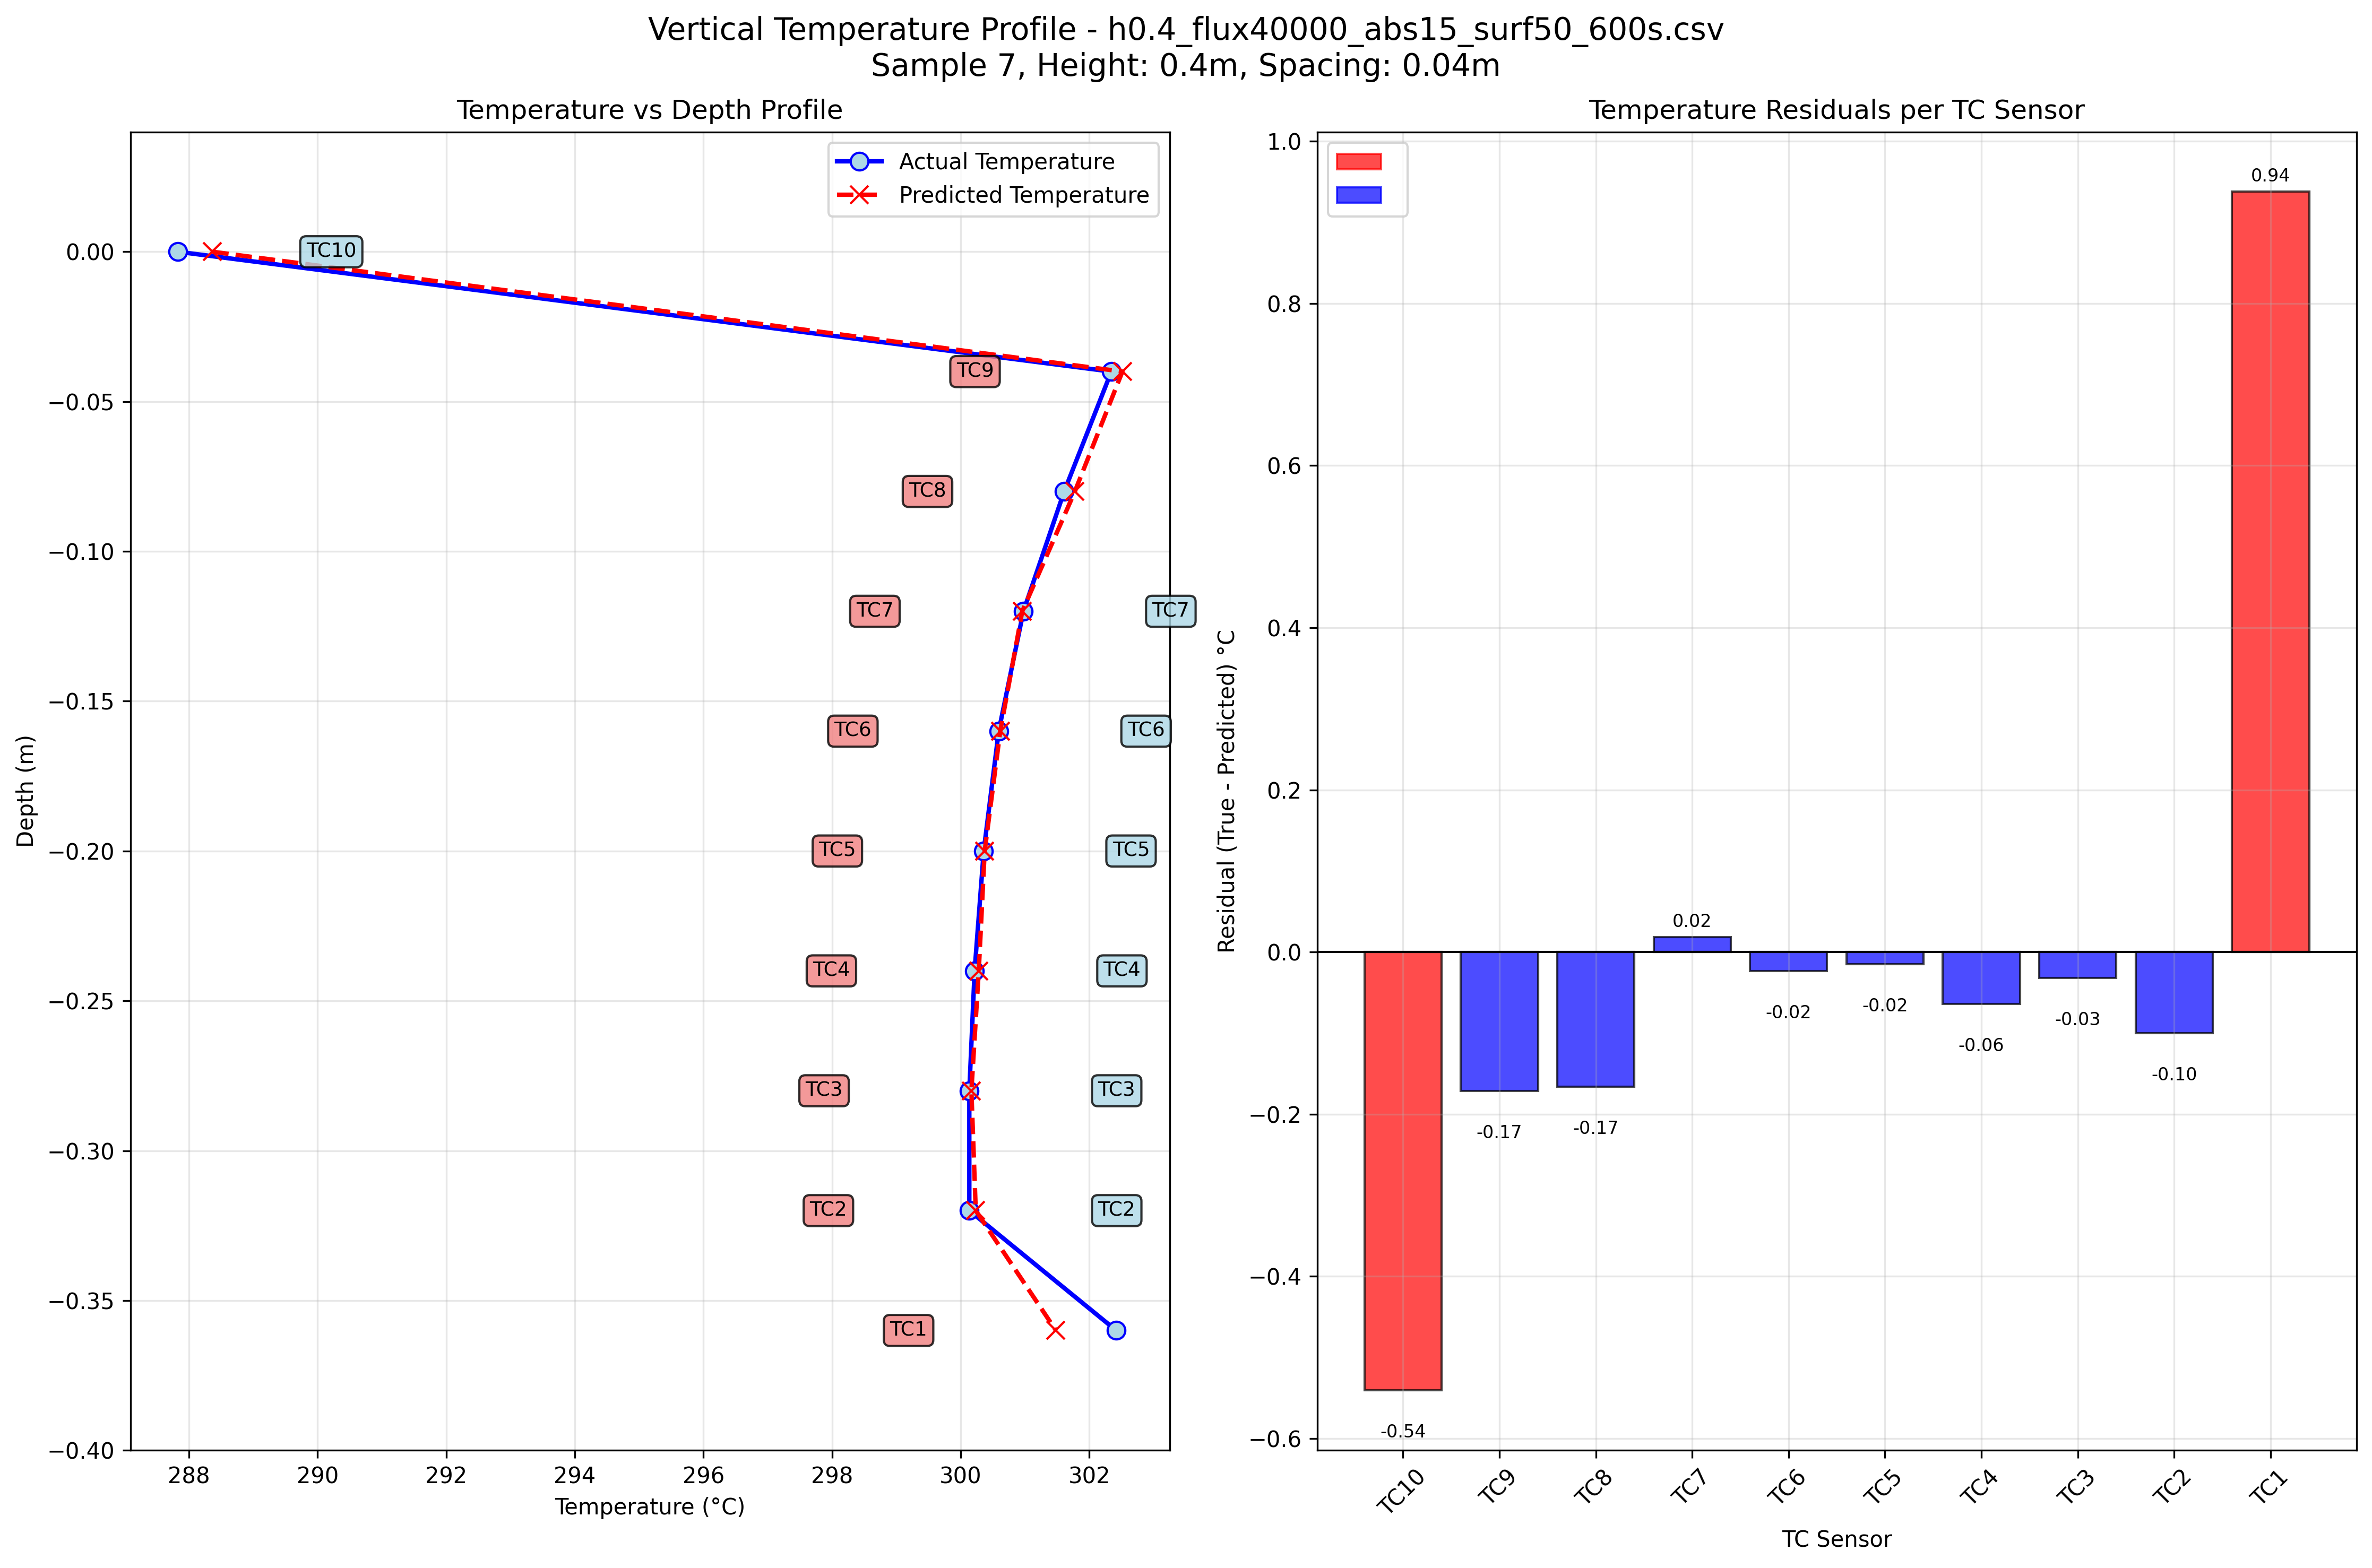 Vertical Temperature Profile - h0.4_flux40000_abs15_surf50_600s.csv
Sample 7, Height: 0.4m, Spacing: 0.04m
Temperature vs Depth Profile
Actual Temperature
Predicted Temperature
TC10
TC9
TC8
TC7
TC7
TC6
TC6
TC5
TC5
TC4
TC4
TC3
TC3
TC2
TC2
TC1
0.00
−0.05
−0.10
−0.15
−0.20
−0.25
−0.30
−0.35
−0.40
Depth (m)
288 290 292 294 296 298 300 302
Temperature (°C)
Temperature Residuals per TC Sensor
1.0
0.8
0.6
0.4
0.2
0.0
−0.2
−0.4
−0.6
Residual (True - Predicted) °C
-0.54
-0.17
-0.17
0.02
-0.02
-0.02
-0.06
-0.03
-0.10
0.94
TC10 TC9 TC8 TC7 TC6 TC5 TC4 TC3 TC2 TC1
TC Sensor